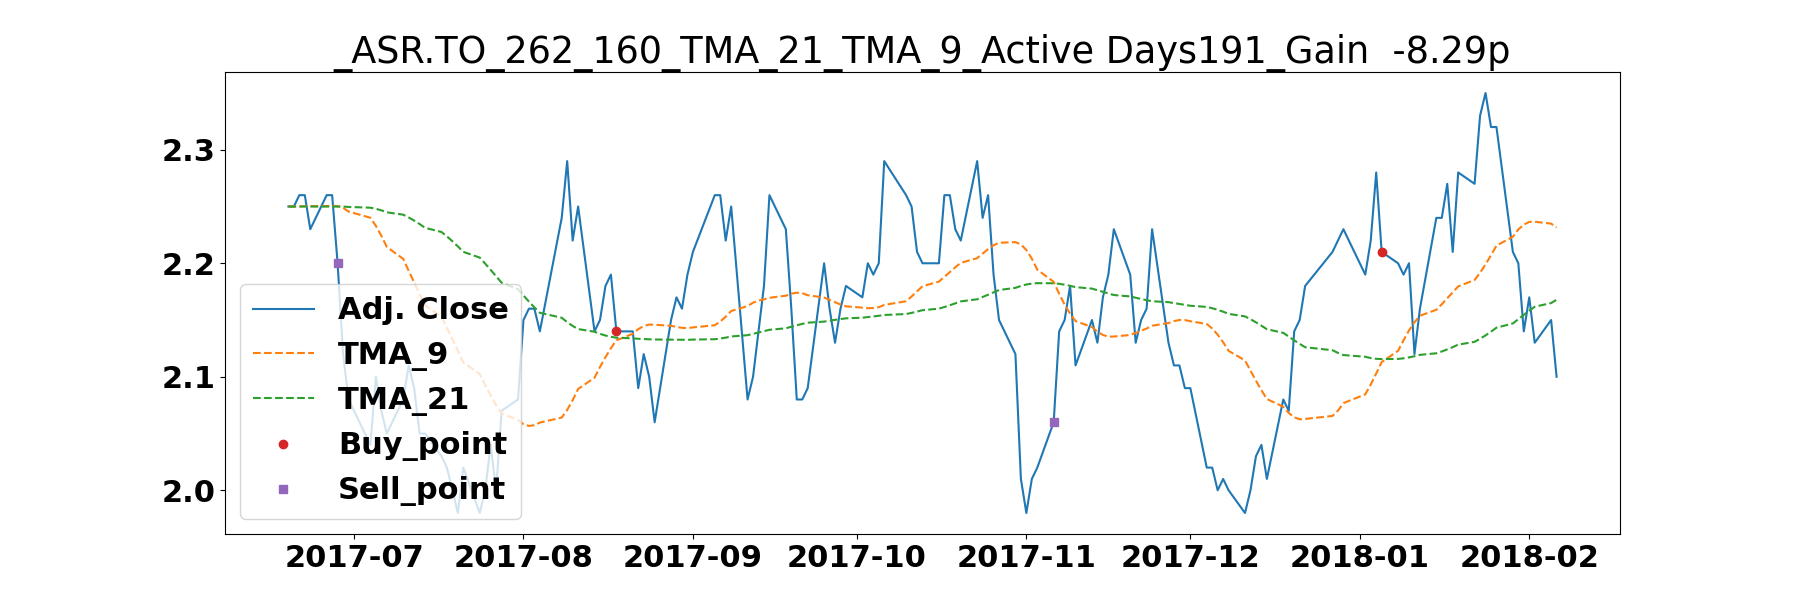 _ASR.TO_262_160_TMA_21_TMA_9_Active Days191_Gain  -8.29p
2.3
2.2
2.1
2.0
Adj. Close
TMA_9
TMA_21
Buy_point
Sell_point
2017-07 2017-08 2017-09 2017-10 2017-11 2017-12 2018-01 2018-02